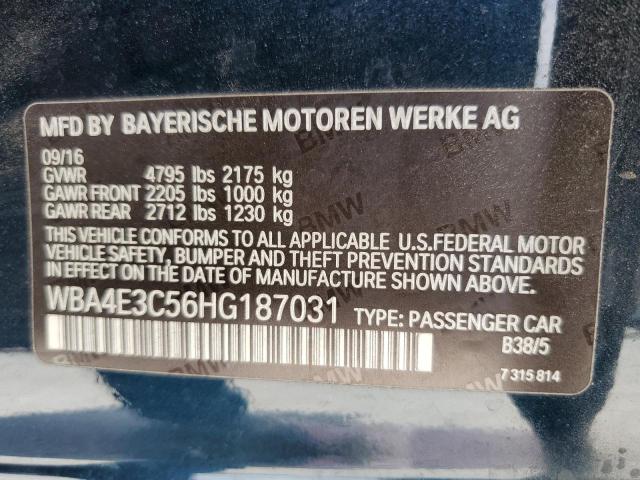 MFD BY BAYERISCHE MOTOREN WERKE AG
09/16
GVWR 4795 lbs 2175 kg
GAWR FRONT 2205 lbs 1000 kg
GAWR REAR 2712 lbs 1230 kg
THIS VEHICLE CONFORMS TO ALL APPLICABLE U.S.FEDERAL MOTOR
VEHICLE SAFETY, BUMPER AND THEFT PREVENTION STANDARDS
IN EFFECT ON THE DATE OF MANUFACTURE SHOWN ABOVE.
WBA4E3C56HG187031 TYPE: PASSENGER CAR
B38/5
7 315 814